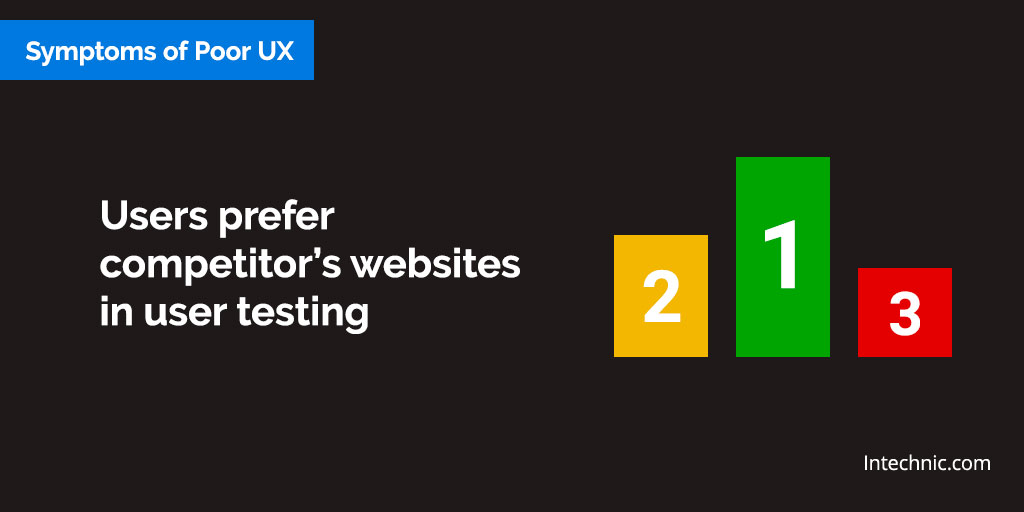 Symptoms of Poor UX
Users prefer
competitor’s websites
in user testing
2
1
3
Intechnic.com